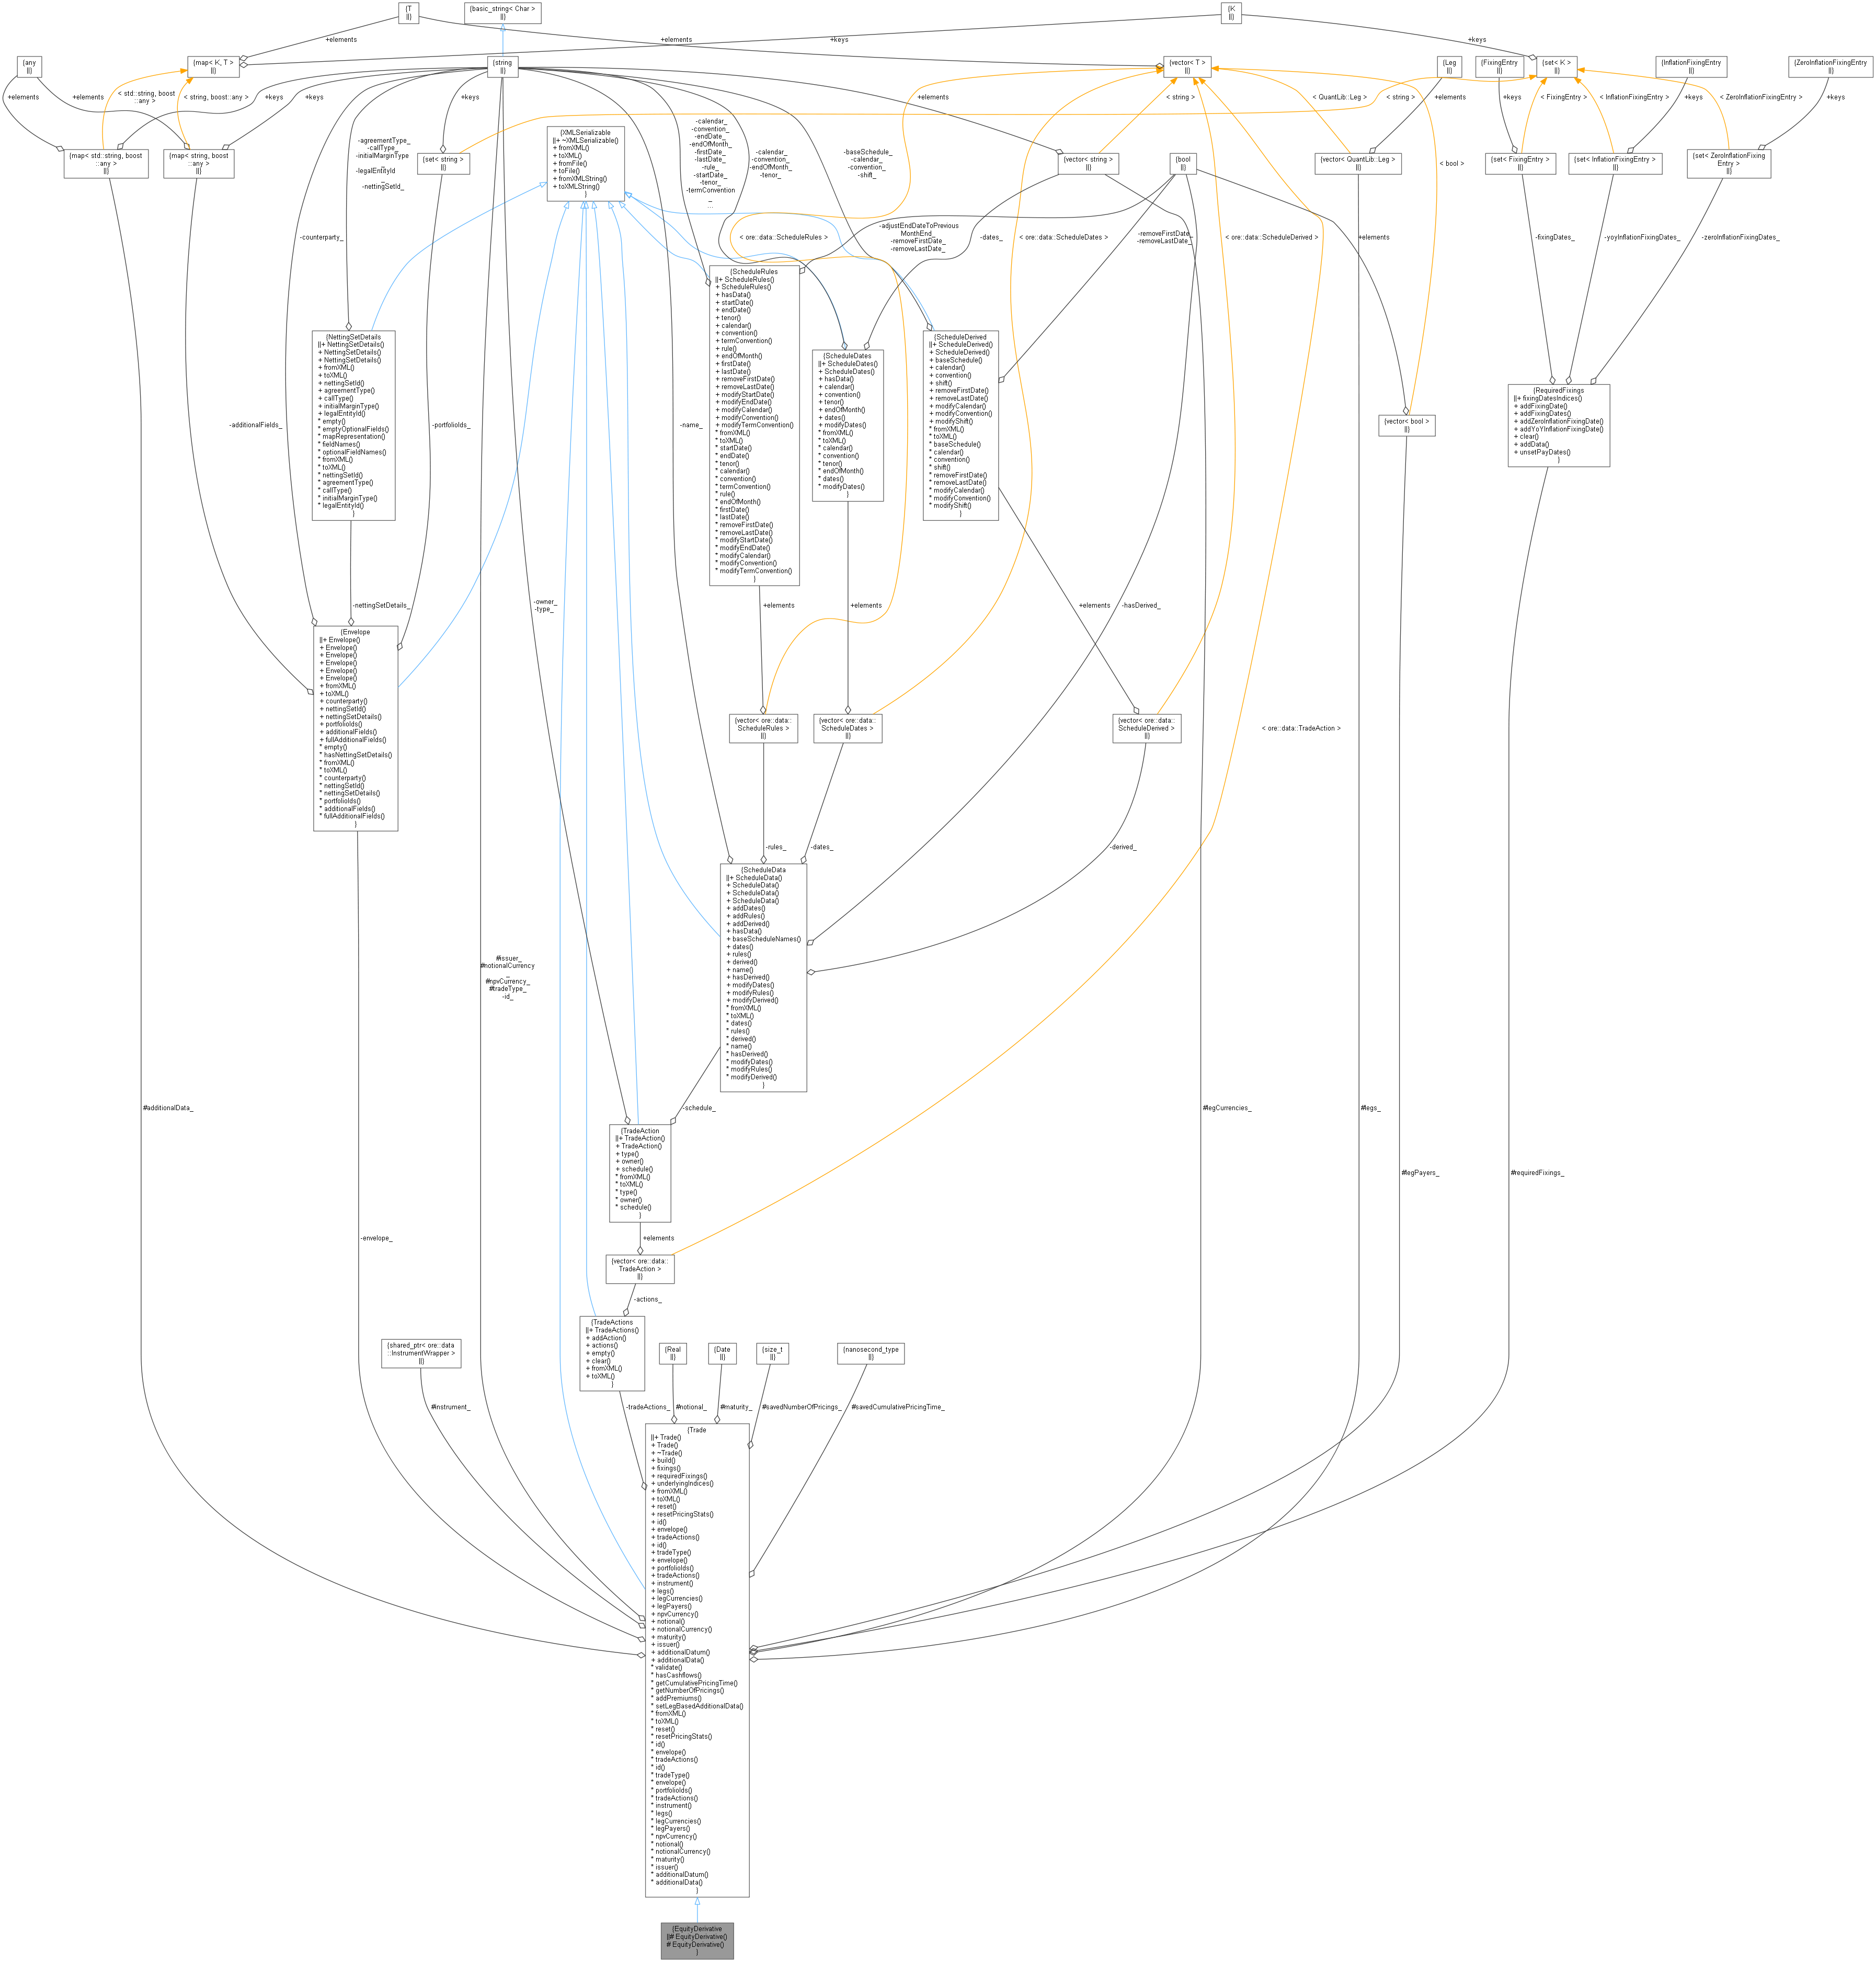 {T
||}
{basic_string< Char >
||}
{K
||}
+elements
+elements
+keys
+keys
{any
||}
{map< K, T >
||}
{string
||}
{vector< T >
||}
{Leg
||}
{FixingEntry
||}
{set< K >
||}
{InflationFixingEntry
||}
{ZeroInflationFixingEntry
||}
+elements
+elements
< std::string, boost
::any >
< string, boost::any >
+keys
+keys
+keys
+elements
< string >
< QuantLib::Leg >
< string >
+elements
+keys
< FixingEntry >
< InflationFixingEntry >
+keys
< ZeroInflationFixingEntry >
+keys
{map< std::string, boost
::any >
||}
{map< string, boost
::any >
||}
-agreementType_
-callType_
-initialMarginType
_
-legalEntityId
_
-nettingSetId_
{set< string >
||}
{XMLSerializable
||+ ~XMLSerializable()
+ fromXML()
+ toXML()
+ fromFile()
+ toFile()
+ fromXMLString()
+ toXMLString()
}
-calendar_
-convention_
-endDate_
-endOfMonth_
-firstDate_
-lastDate_
-rule_
-startDate_
-tenor_
-termConvention
_
...
-calendar_
-convention_
-endOfMonth_
-tenor_
-baseSchedule_
-calendar_
-convention_
-shift_
{vector< string >
||}
{bool
||}
{vector< QuantLib::Leg >
||}
< bool >
{set< FixingEntry >
||}
{set< InflationFixingEntry >
||}
{set< ZeroInflationFixing
Entry >
||}
-counterparty_
< ore::data::ScheduleRules >
-adjustEndDateToPrevious
MonthEnd_
-removeFirstDate_
-removeLastDate_
-dates_
< ore::data::ScheduleDates >
-removeFirstDate_
-removeLastDate_
< ore::data::ScheduleDerived >
+elements
-fixingDates_
-yoyInflationFixingDates_
-zeroInflationFixingDates_
{ScheduleRules
||+ ScheduleRules()
+ ScheduleRules()
+ hasData()
+ startDate()
+ endDate()
+ tenor()
+ calendar()
+ convention()
+ termConvention()
+ rule()
+ endOfMonth()
+ firstDate()
+ lastDate()
+ removeFirstDate()
+ removeLastDate()
+ modifyStartDate()
+ modifyEndDate()
+ modifyCalendar()
+ modifyConvention()
+ modifyTermConvention()
* fromXML()
* toXML()
* startDate()
* endDate()
* tenor()
* calendar()
* convention()
* termConvention()
* rule()
* endOfMonth()
* firstDate()
* lastDate()
* removeFirstDate()
* removeLastDate()
* modifyStartDate()
* modifyEndDate()
* modifyCalendar()
* modifyConvention()
* modifyTermConvention()
}
{NettingSetDetails
||+ NettingSetDetails()
+ NettingSetDetails()
+ NettingSetDetails()
+ fromXML()
+ toXML()
+ nettingSetId()
+ agreementType()
+ callType()
+ initialMarginType()
+ legalEntityId()
* empty()
* emptyOptionalFields()
* mapRepresentation()
* fieldNames()
* optionalFieldNames()
* fromXML()
* toXML()
* nettingSetId()
* agreementType()
* callType()
* initialMarginType()
* legalEntityId()
}
{ScheduleDates
||+ ScheduleDates()
+ ScheduleDates()
+ hasData()
+ calendar()
+ convention()
+ tenor()
+ endOfMonth()
+ dates()
+ modifyDates()
* fromXML()
* toXML()
* calendar()
* convention()
* tenor()
* endOfMonth()
* dates()
* modifyDates()
}
{ScheduleDerived
||+ ScheduleDerived()
+ ScheduleDerived()
+ baseSchedule()
+ calendar()
+ convention()
+ shift()
+ removeFirstDate()
+ removeLastDate()
+ modifyCalendar()
+ modifyConvention()
+ modifyShift()
* fromXML()
* toXML()
* baseSchedule()
* calendar()
* convention()
* shift()
* removeFirstDate()
* removeLastDate()
* modifyCalendar()
* modifyConvention()
* modifyShift()
}
{RequiredFixings
||+ fixingDatesIndices()
+ addFixingDate()
+ addFixingDates()
+ addZeroInflationFixingDate()
+ addYoYInflationFixingDate()
+ clear()
+ addData()
+ unsetPayDates()
}
{vector< bool >
||}
-additionalFields_
-portfolioIds_
-name_
-nettingSetDetails_
-owner_
-type_
+elements
+elements
+elements
-hasDerived_
{Envelope
||+ Envelope()
+ Envelope()
+ Envelope()
+ Envelope()
+ Envelope()
+ Envelope()
+ fromXML()
+ toXML()
+ counterparty()
+ nettingSetId()
+ nettingSetDetails()
+ portfolioIds()
+ additionalFields()
+ fullAdditionalFields()
* empty()
* hasNettingSetDetails()
* fromXML()
* toXML()
* counterparty()
* nettingSetId()
* nettingSetDetails()
* portfolioIds()
* additionalFields()
* fullAdditionalFields()
}
{vector< ore::data::
ScheduleRules >
||}
{vector< ore::data::
ScheduleDates >
||}
{vector< ore::data::
ScheduleDerived >
||}
< ore::data::TradeAction >
-rules_
-dates_
-derived_
{ScheduleData
||+ ScheduleData()
+ ScheduleData()
+ ScheduleData()
+ ScheduleData()
+ addDates()
+ addRules()
+ addDerived()
+ hasData()
+ baseScheduleNames()
+ dates()
+ rules()
+ derived()
+ name()
+ hasDerived()
+ modifyDates()
+ modifyRules()
+ modifyDerived()
* fromXML()
* toXML()
* dates()
* rules()
* derived()
* name()
* hasDerived()
* modifyDates()
* modifyRules()
* modifyDerived()
}
#issuer_
#notionalCurrency
_
#npvCurrency_
#tradeType_
-id_
#additionalData_
-schedule_
#legCurrencies_
#legs_
{TradeAction
||+ TradeAction()
+ TradeAction()
+ type()
+ owner()
+ schedule()
* fromXML()
* toXML()
* type()
* owner()
* schedule()
}
#legPayers_
#requiredFixings_
-envelope_
+elements
{vector< ore::data::
TradeAction >
||}
-actions_
{TradeActions
||+ TradeActions()
+ addAction()
+ actions()
+ empty()
+ clear()
+ fromXML()
+ toXML()
}
{shared_ptr< ore::data
::InstrumentWrapper >
||}
{Real
||}
{Date
||}
{size_t
||}
{nanosecond_type
||}
#instrument_
-tradeActions_
#notional_
#maturity_
#savedNumberOfPricings_
#savedCumulativePricingTime_
{Trade
||+ Trade()
+ Trade()
+ ~Trade()
+ build()
+ fixings()
+ requiredFixings()
+ underlyingIndices()
+ fromXML()
+ toXML()
+ reset()
+ resetPricingStats()
+ id()
+ envelope()
+ tradeActions()
+ id()
+ tradeType()
+ envelope()
+ portfolioIds()
+ tradeActions()
+ instrument()
+ legs()
+ legCurrencies()
+ legPayers()
+ npvCurrency()
+ notional()
+ notionalCurrency()
+ maturity()
+ issuer()
+ additionalDatum()
+ additionalData()
* validate()
* hasCashflows()
* getCumulativePricingTime()
* getNumberOfPricings()
* addPremiums()
* setLegBasedAdditionalData()
* fromXML()
* toXML()
* reset()
* resetPricingStats()
* id()
* envelope()
* tradeActions()
* id()
* tradeType()
* envelope()
* portfolioIds()
* tradeActions()
* instrument()
* legs()
* legCurrencies()
* legPayers()
* npvCurrency()
* notional()
* notionalCurrency()
* maturity()
* issuer()
* additionalDatum()
* additionalData()
}
{EquityDerivative
||# EquityDerivative()
# EquityDerivative()
}